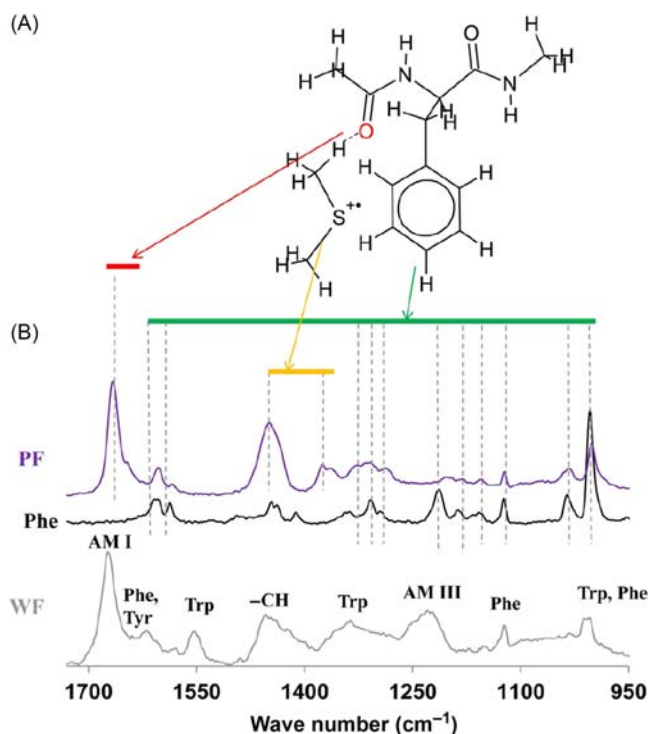 (A)
H
H
H
N
H
O
N
H
H
H
H
O
H
H
H
H
H
H
S+•
H
H
H
H
H
H
H
(B)
PF
Phe
AM I
Phe, Tyr
Trp
–CH
Trp
AM III
Phe
Trp, Phe
WF
1700 1550 1400 1250 1100 950
Wave number (cm⁻¹)